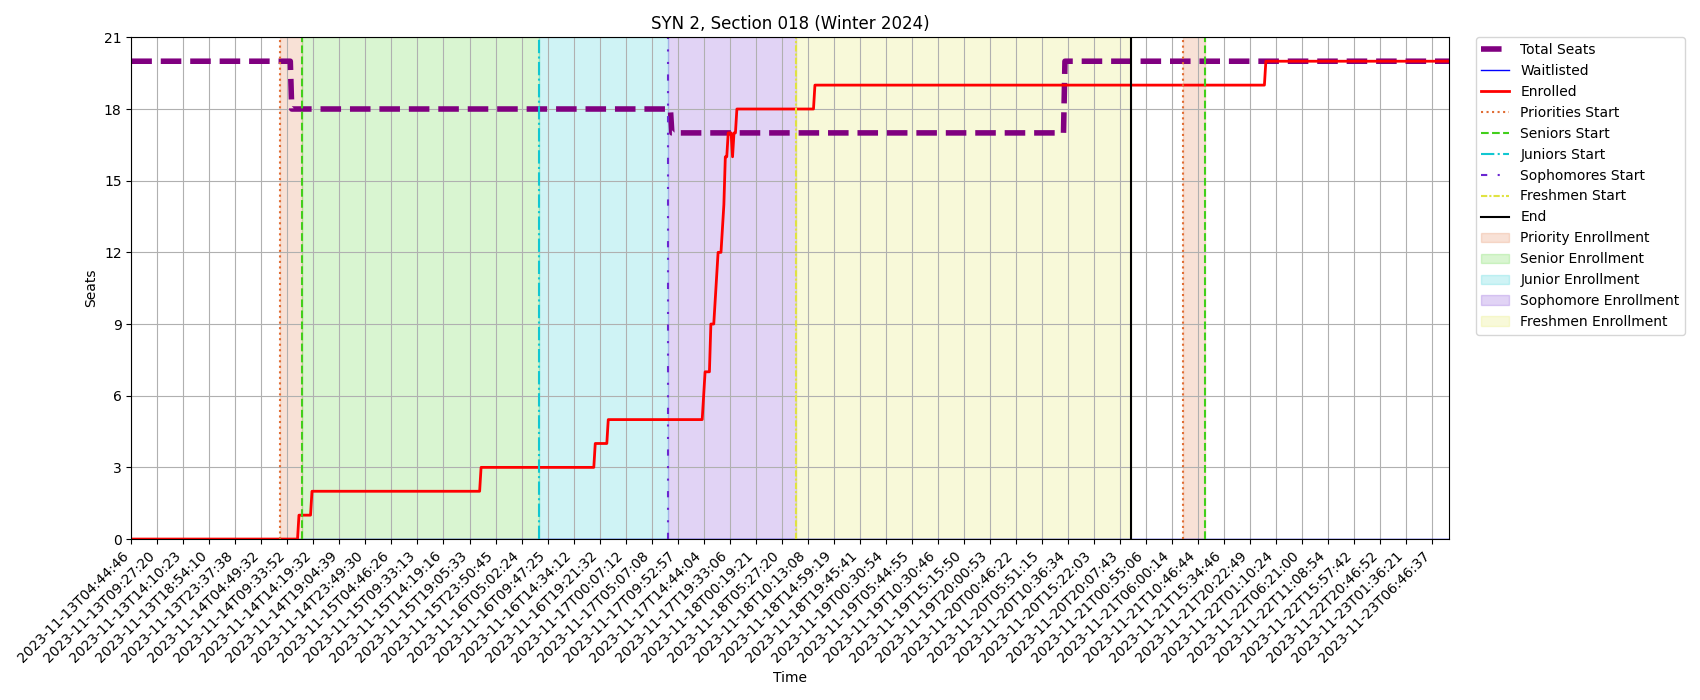 SYN 2, Section 018 (Winter 2024)
Seats
21
18
15
12
9
6
3
0
2023-11-13T04:44:46
2023-11-13T09:27:20
2023-11-13T14:10:23
2023-11-13T18:54:10
2023-11-13T23:37:38
2023-11-14T04:49:32
2023-11-14T09:33:52
2023-11-14T14:19:32
2023-11-14T19:04:39
2023-11-14T23:49:30
2023-11-15T04:46:26
2023-11-15T09:33:13
2023-11-15T14:19:16
2023-11-15T19:05:33
2023-11-15T23:50:45
2023-11-16T05:02:24
2023-11-16T09:47:25
2023-11-16T14:34:12
2023-11-16T19:21:32
2023-11-17T00:07:12
2023-11-17T05:07:08
2023-11-17T09:52:57
2023-11-17T14:44:04
2023-11-17T19:33:06
2023-11-18T00:19:21
2023-11-18T05:27:20
2023-11-18T10:13:08
2023-11-18T14:59:19
2023-11-18T19:45:41
2023-11-19T00:30:54
2023-11-19T05:44:55
2023-11-19T10:30:46
2023-11-19T15:15:50
2023-11-19T20:00:53
2023-11-20T00:46:22
2023-11-20T05:51:15
2023-11-20T10:36:34
2023-11-20T15:22:03
2023-11-20T20:07:43
2023-11-21T00:55:06
2023-11-21T06:00:14
2023-11-21T10:46:44
2023-11-21T15:34:46
2023-11-21T20:22:49
2023-11-22T01:10:24
2023-11-22T06:21:00
2023-11-22T11:08:54
2023-11-22T15:57:42
2023-11-22T20:46:52
2023-11-23T01:36:21
2023-11-23T06:46:37
Time
Total Seats
Waitlisted
Enrolled
Priorities Start
Seniors Start
Juniors Start
Sophomores Start
Freshmen Start
End
Priority Enrollment
Senior Enrollment
Junior Enrollment
Sophomore Enrollment
Freshmen Enrollment